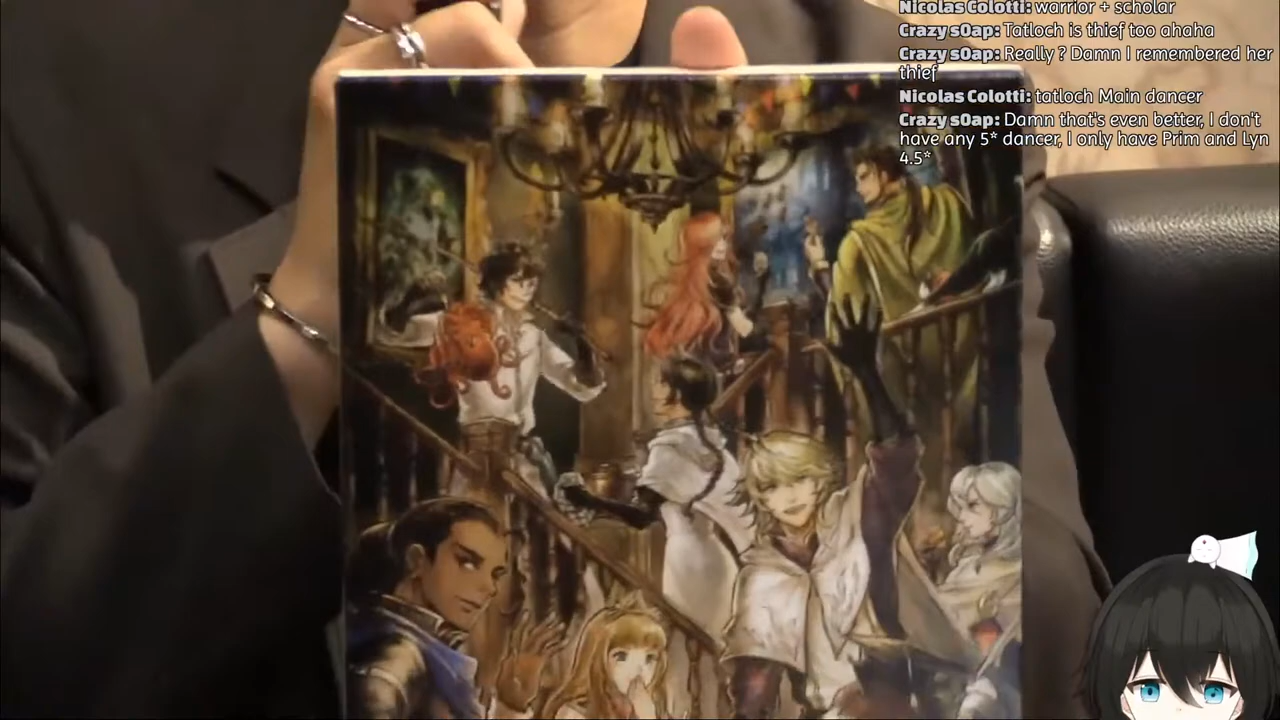 Nicolas Colotti: warrior + scholar
Crazy s0ap: Tatloch is thief too ahaha
Crazy s0ap: Really ? Damn I remembered her
thief
Nicolas Colotti: tatloch Main dancer
Crazy s0ap: Damn that's even better, I don't
have any 5* dancer, I only have Prim and Lyn
4.5*